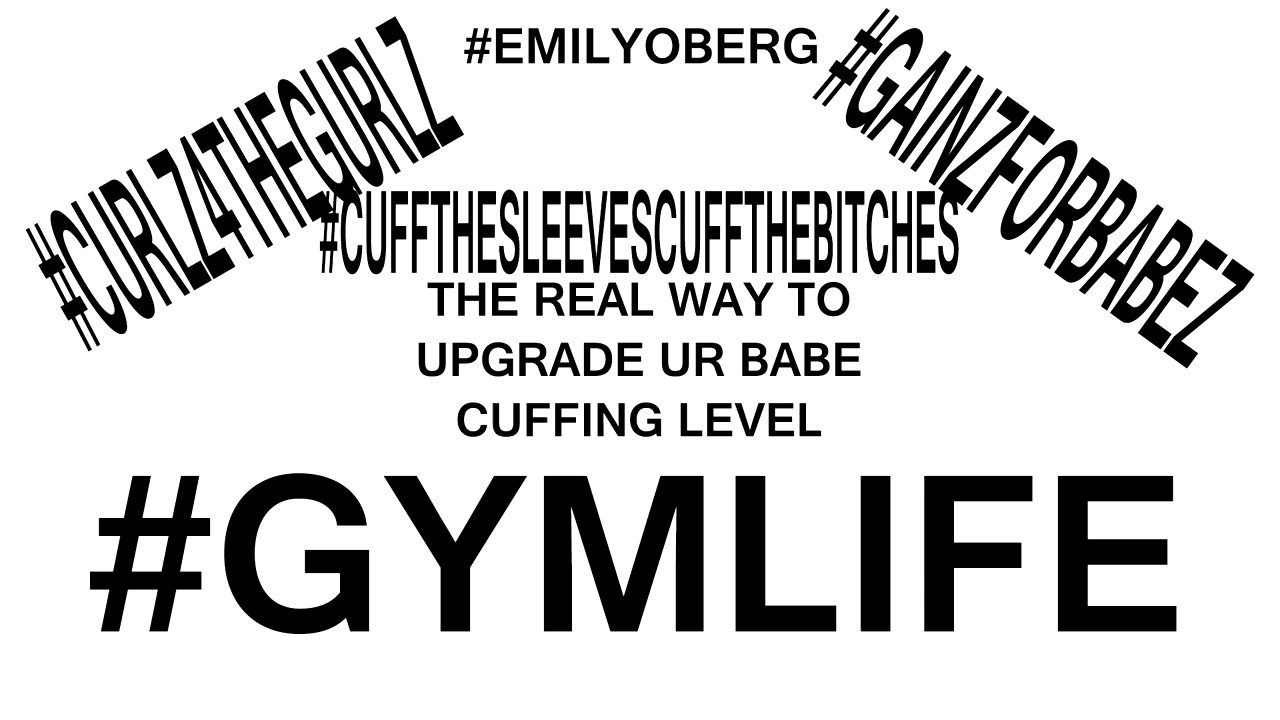 #EMILYOBERG
#CURLZ4THEGURLZ
#GAINZFORBABEZ
#CUFFTHESLEEVESCUFFTHEBITCHES
THE REAL WAY TO
UPGRADE UR BABE
CUFFING LEVEL
#GYMLIFE